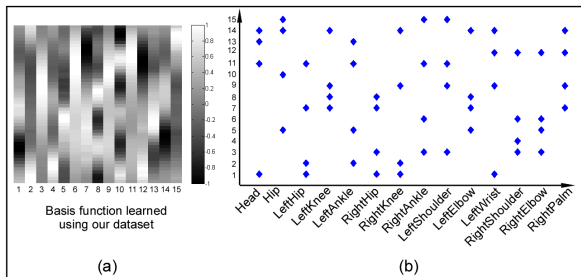 1
0.8
0.6
0.4
0.2
0
-0.2
-0.4
-0.6
-0.8
-1
1 2 3 4 5 6 7 8 9 10 11 12 13 14 15
Basis function learned
using our dataset
(a)
15
14
13
12
11
10
9
8
7
6
5
4
3
2
1
Head
Hip
LeftHip
LeftKnee
LeftAnkle
RightHip
RightKnee
RightAnkle
LeftShoulder
LeftElbow
LeftWrist
RightShoulder
RightElbow
RightPalm
(b)